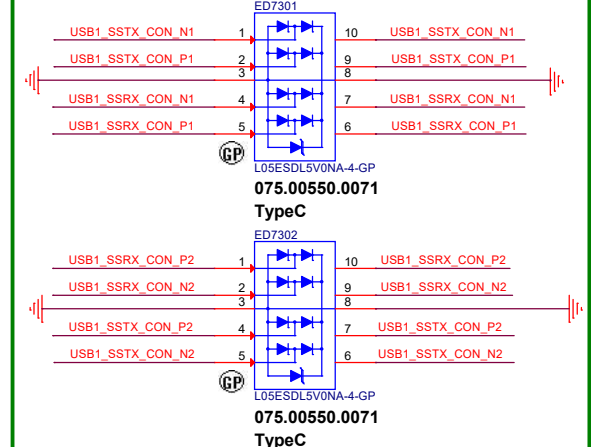 ED7301
USB1_SSTX_CON_N1 1 10 USB1_SSTX_CON_N1
USB1_SSTX_CON_P1 2 9 USB1_SSTX_CON_P1
3 8
USB1_SSRX_CON_N1 4 7 USB1_SSRX_CON_N1
USB1_SSRX_CON_P1 5 6 USB1_SSRX_CON_P1
GP
L05ESDL5V0NA-4-GP
075.00550.0071
TypeC
ED7302
USB1_SSRX_CON_P2 1 10 USB1_SSRX_CON_P2
USB1_SSRX_CON_N2 2 9 USB1_SSRX_CON_N2
3 8
USB1_SSTX_CON_P2 4 7 USB1_SSTX_CON_P2
USB1_SSTX_CON_N2 5 6 USB1_SSTX_CON_N2
GP
L05ESDL5V0NA-4-GP
075.00550.0071
TypeC